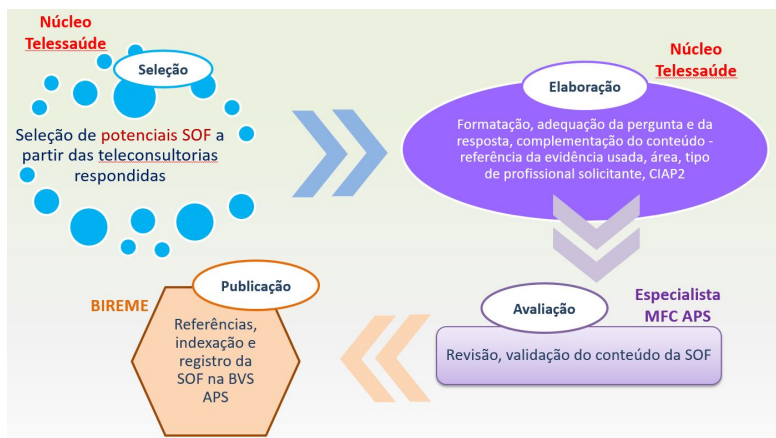 Núcleo
Telessaúde
Seleção
Seleção de potenciais SOF a
partir das teleconsultorias
respondidas
Núcleo
Telessaúde
Elaboração
Formatação, adequação da pergunta e da
resposta, complementação do conteúdo -
referência da evidência usada, área, tipo
de profissional solicitante, CIAP2
Especialista
MFC APS
Avaliação
Revisão, validação do conteúdo da SOF
BIREME
Publicação
Referências,
indexação e
registro da
SOF na BVS
APS